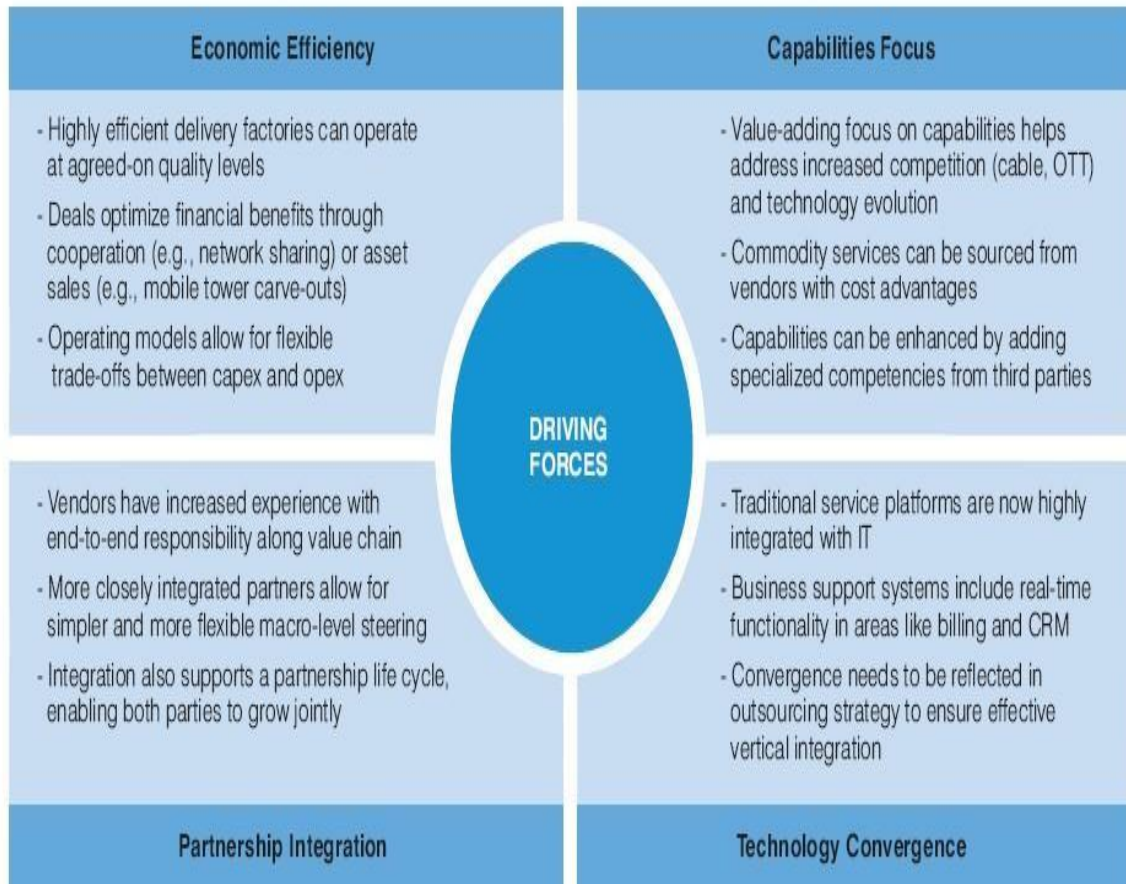 Economic Efficiency
- Highly efficient delivery factories can operate
at agreed-on quality levels
- Deals optimize financial benefits through
cooperation (e.g., network sharing) or asset
sales (e.g., mobile tower carve-outs)
- Operating models allow for flexible
trade-offs between capex and opex
Capabilities Focus
- Value-adding focus on capabilities helps
address increased competition (cable, OTT)
and technology evolution
- Commodity services can be sourced from
vendors with cost advantages
- Capabilities can be enhanced by adding
specialized competencies from third parties
DRIVING
FORCES
- Vendors have increased experience with
end-to-end responsibility along value chain
- More closely integrated partners allow for
simpler and more flexible macro-level steering
- Integration also supports a partnership life cycle,
enabling both parties to grow jointly
Partnership Integration
- Traditional service platforms are now highly
integrated with IT
- Business support systems include real-time
functionality in areas like billing and CRM
- Convergence needs to be reflected in
outsourcing strategy to ensure effective
vertical integration
Technology Convergence